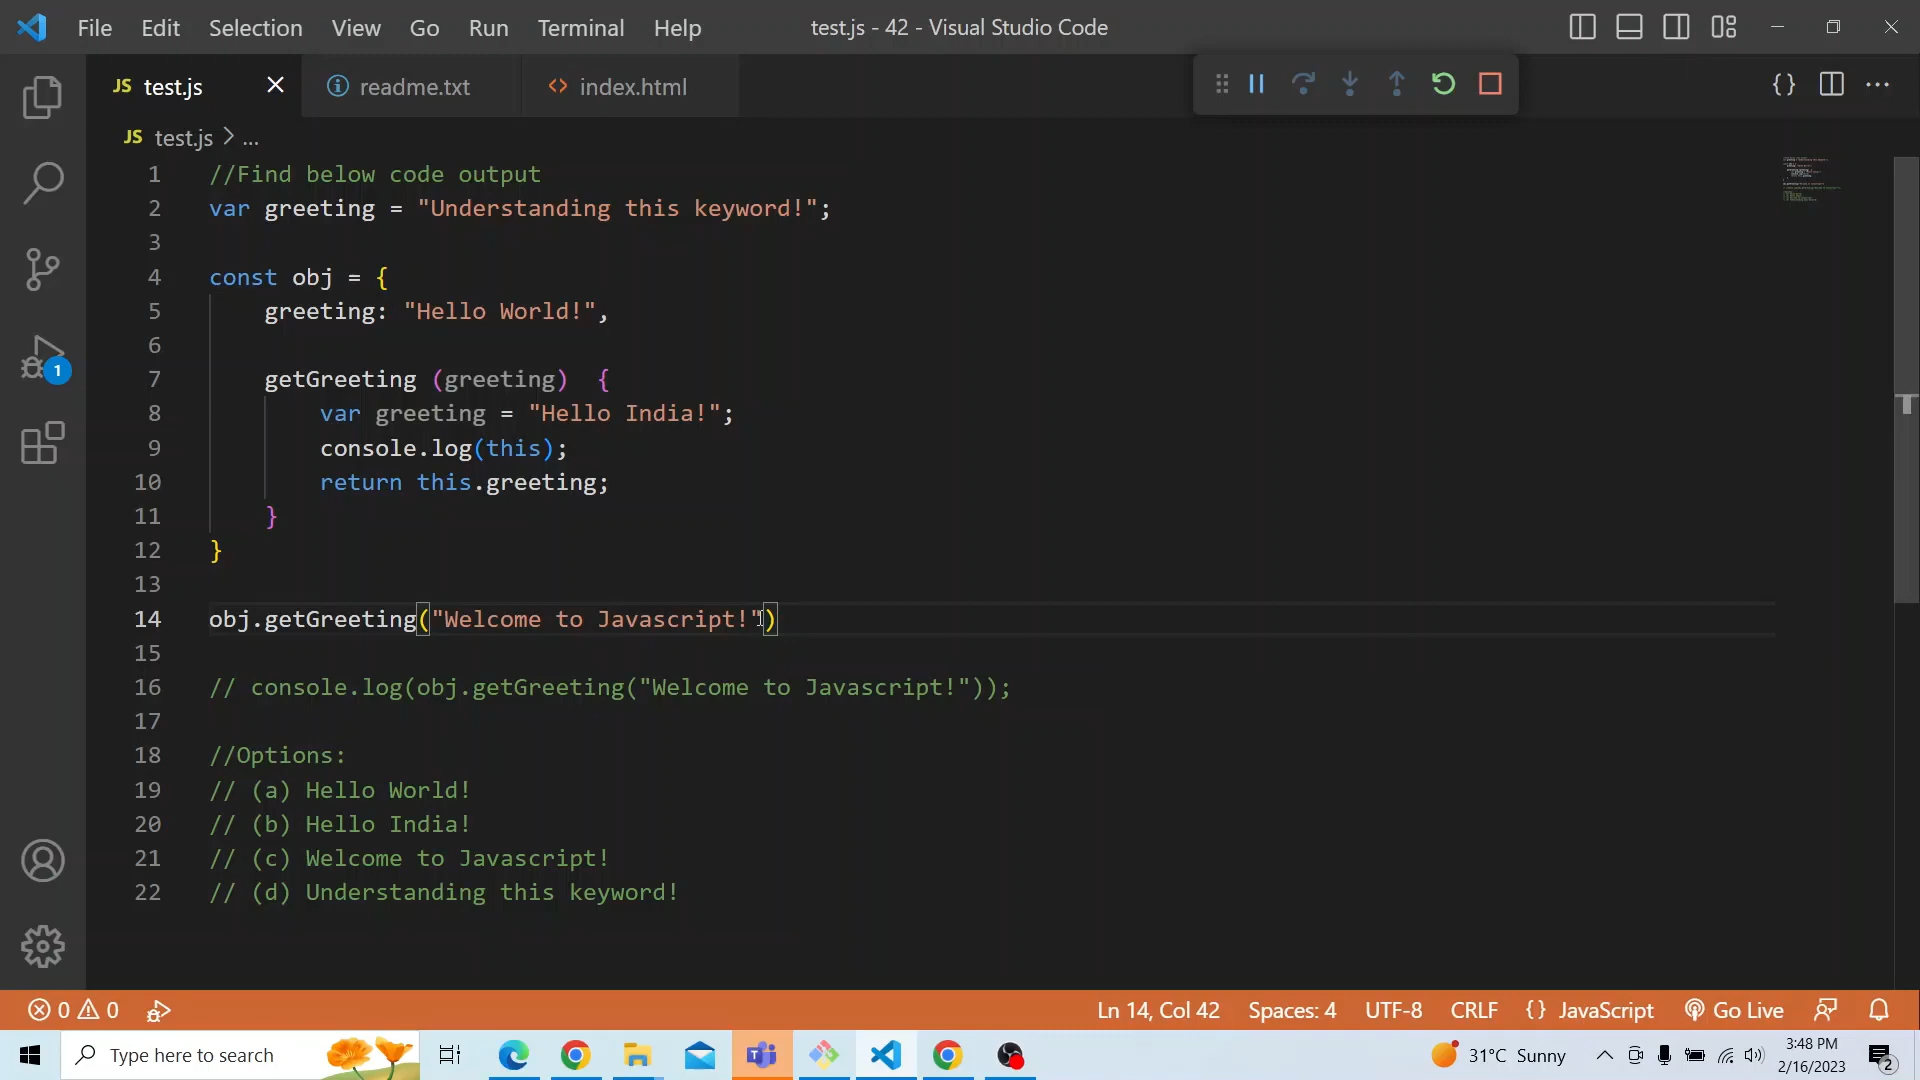 File Edit Selection View Go Run Terminal Help
test.js - 42 - Visual Studio Code
JS test.js
readme.txt
<> index.html
JS test.js > ...
1 //Find below code output
2 var greeting = "Understanding this keyword!";
3
4 const obj = {
5 greeting: "Hello World!",
6
7 getGreeting (greeting)  {
8 var greeting = "Hello India!";
9 console.log(this);
10 return this.greeting;
11 }
12 }
13
14 obj.getGreeting("Welcome to Javascript!")
15
16 // console.log(obj.getGreeting("Welcome to Javascript!"));
17
18 //Options:
19 // (a) Hello World!
20 // (b) Hello India!
21 // (c) Welcome to Javascript!
22 // (d) Understanding this keyword!
1
0 0
Ln 14, Col 42
Spaces: 4
UTF-8
CRLF
{} JavaScript
Go Live
Type here to search
31°C Sunny
3:48 PM
2/16/2023
2